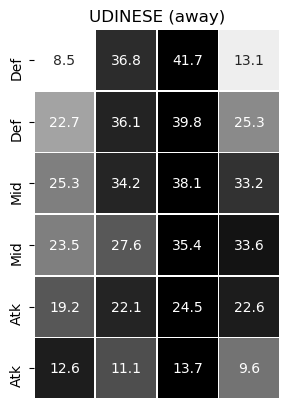 UDINESE (away)
Def 8.5 36.8 41.7 13.1
Def 22.7 36.1 39.8 25.3
Mid 25.3 34.2 38.1 33.2
Mid 23.5 27.6 35.4 33.6
Atk 19.2 22.1 24.5 22.6
Atk 12.6 11.1 13.7 9.6